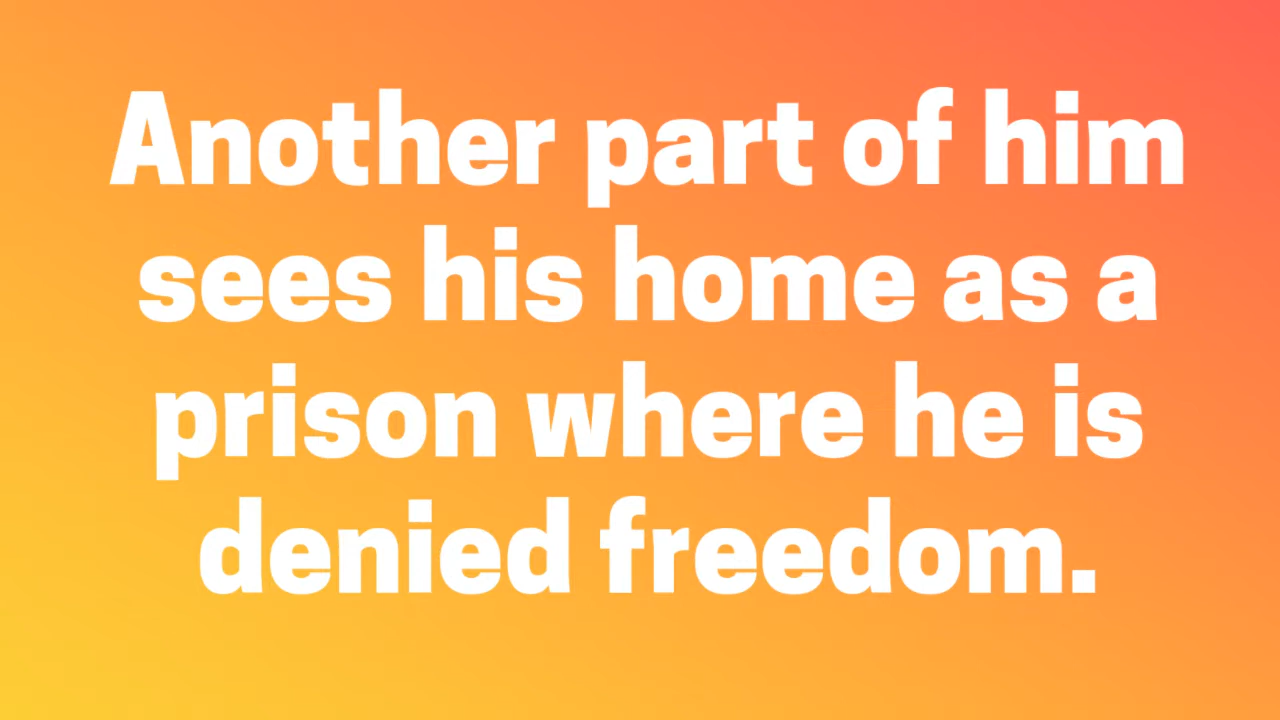 Another part of him
sees his home as a
prison where he is
denied freedom.